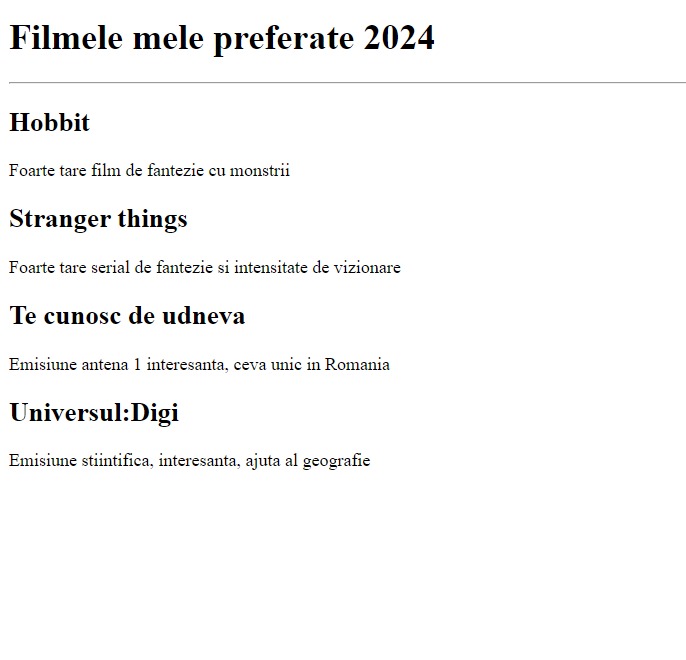 Filmele mele preferate 2024
Hobbit
Foarte tare film de fantezie cu monstrii
Stranger things
Foarte tare serial de fantezie si intensitate de vizionare
Te cunosc de udneva
Emisiune antena 1 interesanta, ceva unic in Romania
Universul:Digi
Emisiune stiintifica, interesanta, ajuta al geografie